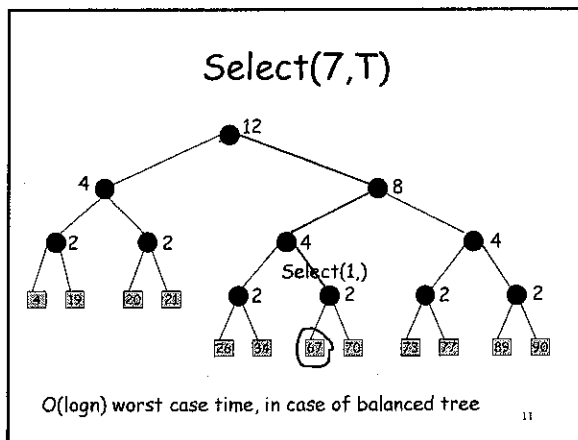 Select(7,T)
12
4 8
2 2 4 4
Select(1,)
2 2 2 2
4 19 20 21
26 36 67 70 73 77 89 90
O(logn) worst case time, in case of balanced tree
11